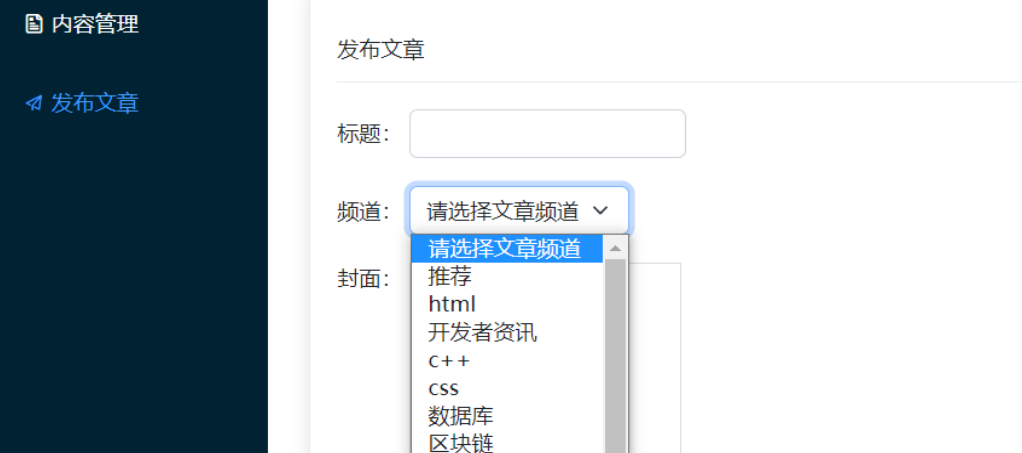 内容管理
发布文章
发布文章
标题：
频道：
请选择文章频道
请选择文章频道
推荐
html
开发者资讯
c++
css
数据库
区块链
封面：